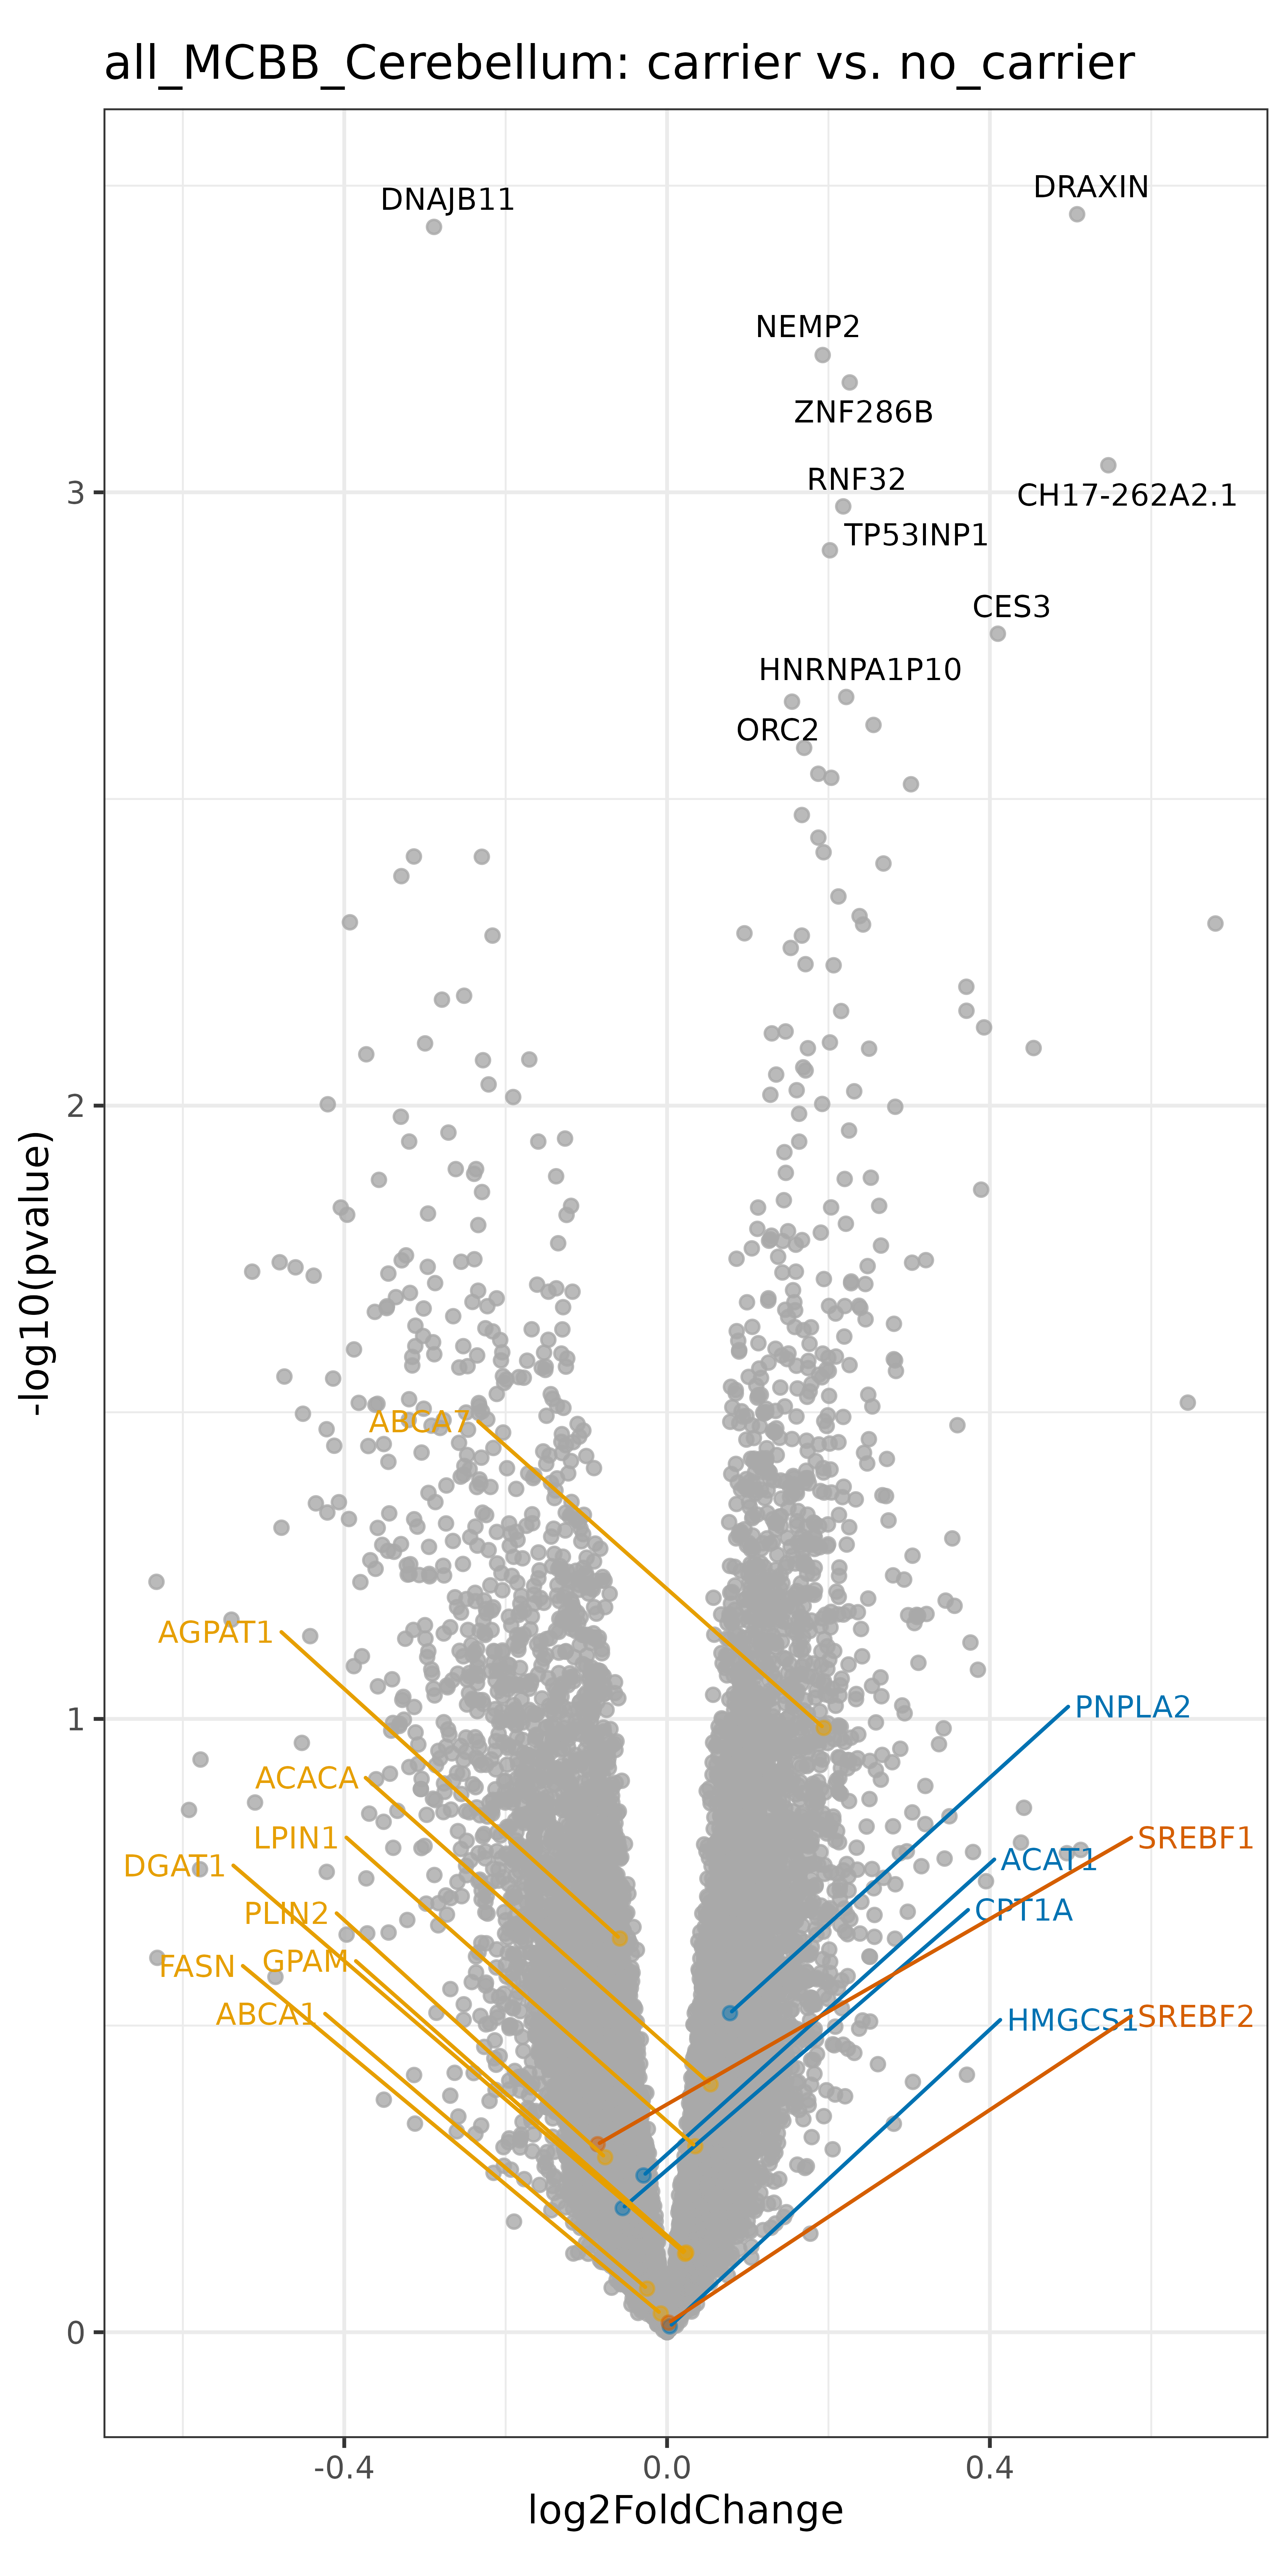 all_MCBB_Cerebellum: carrier vs. no_carrier
DRAXIN
DNAJB11
NEMP2
ZNF286B
RNF32
3
CH17-262A2.1
TP53INP1
CES3
HNRNPA1P10
ORC2
2
-log10(pvalue)
ABCA7
AGPAT1
PNPLA2
1
ACACA
LPIN1
SREBF1
ACAT1
DGAT1
CPT1A
PLIN2
GPAM
FASN
ABCA1
SREBF2
HMGCS1
0
-0.4
0.0
0.4
log2FoldChange